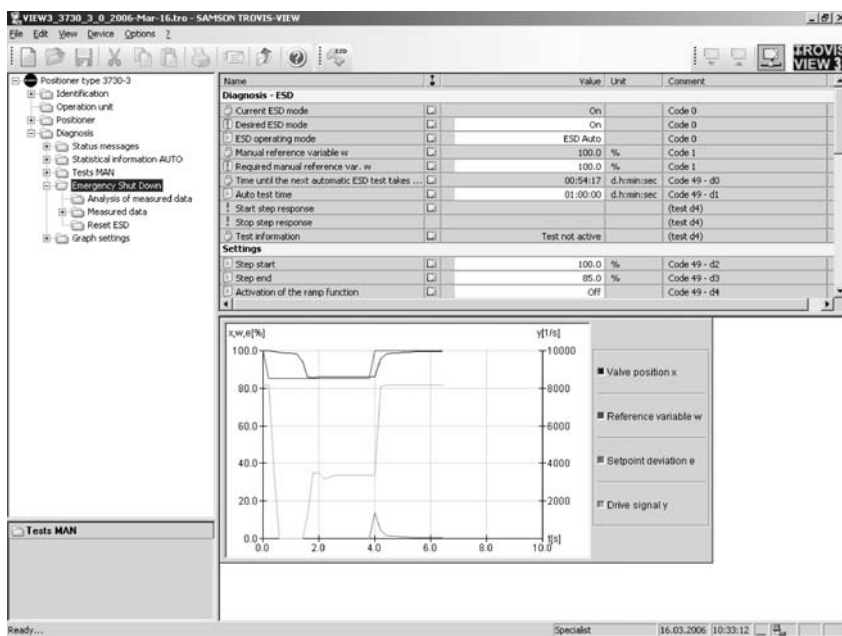 VIEW3_3730_3_0_2006-Mar-16.tro - SAMSON TROVIS-VIEW
File Edit View Device Options ?
ESD
TROVIS
VIEW 3
Positioner type 3730-3
Identification
Operation unit
Positioner
Diagnosis
Status messages
Statistical information AUTO
Tests MAN
Emergency Shut Down
Analysis of measured data
Measured data
Reset ESD
Graph settings
Tests MAN
Name Value Unit Comment
Diagnosis - ESD
Current ESD mode On Code 0
Desired ESD mode On Code 0
ESD operating mode ESD Auto Code 0
Manual reference variable w 100.0 % Code 1
Required manual reference var. w 100.0 % Code 1
Time until the next automatic ESD test takes ... 00:54:17 d.h:min:sec Code 49 - d0
Auto test time 01:00:00 d.h:min:sec Code 49 - d1
Start step response (test d4)
Stop step response (test d4)
Test information Test not active (test d4)
Settings
Step start 100.0 % Code 49 - d2
Step end 85.0 % Code 49 - d3
Activation of the ramp function Off Code 49 - d4
x,w,e[%] y[1/s]
100.0 10000
80.0 8000
60.0 6000
40.0 4000
20.0 2000
0.0 0 t[s]
0.0 2.0 4.0 6.0 8.0 10.0
Valve position x
Reference variable w
Setpoint deviation e
Drive signal y
Ready... Specialist 16.03.2006 10:33:12